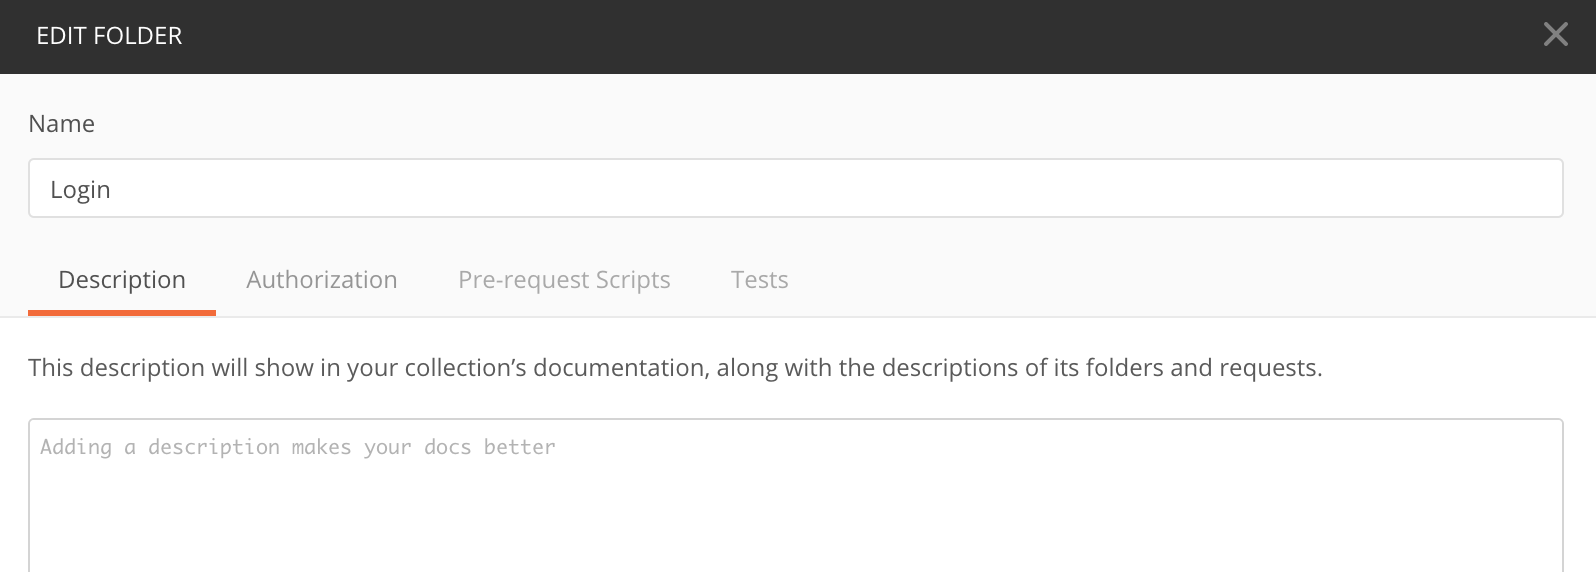 EDIT FOLDER
Name
Login
Description Authorization Pre-request Scripts Tests
This description will show in your collection’s documentation, along with the descriptions of its folders and requests.
Adding a description makes your docs better